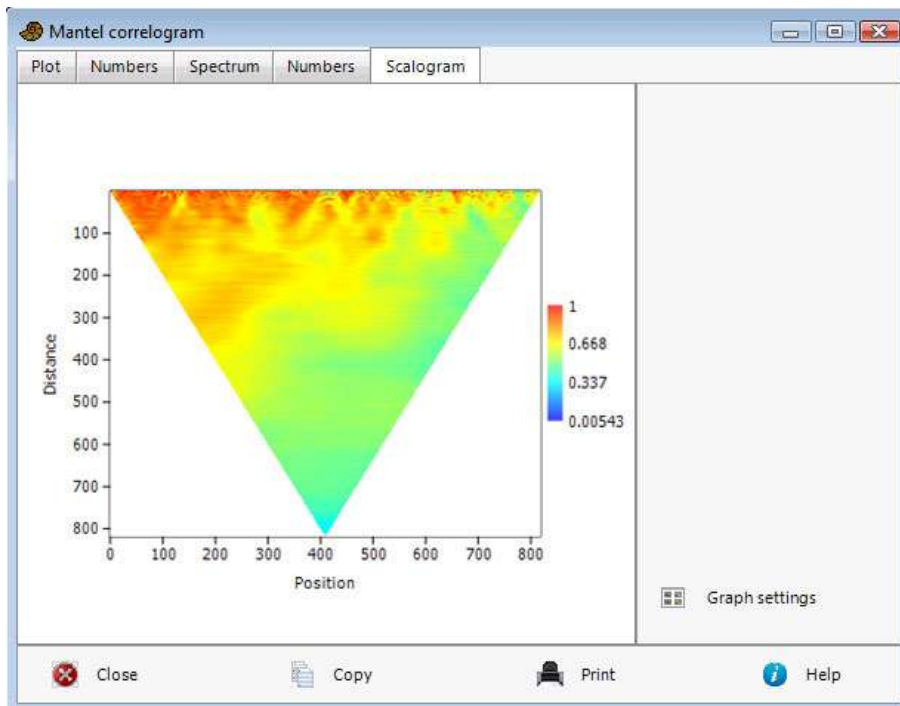 Mantel correlogram
Plot Numbers Spectrum Numbers Scalogram
100
200
300
400
500
600
700
800
Distance
0 100 200 300 400 500 600 700 800
Position
1
0.668
0.337
0.00543
Graph settings
Close Copy Print Help